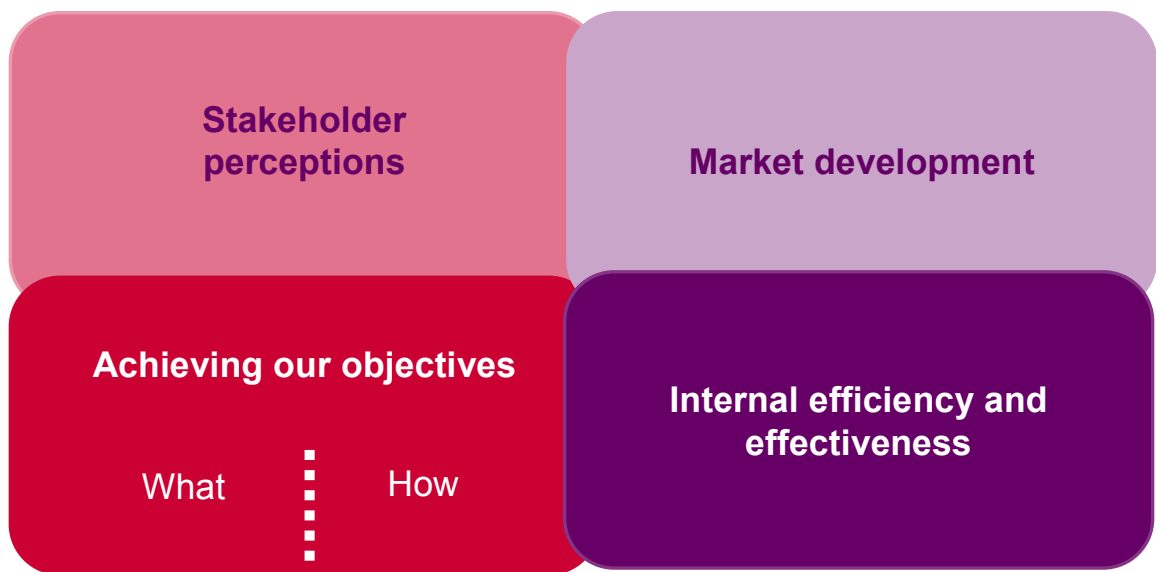 Stakeholder
perceptions
Market development
Achieving our objectives
What
How
Internal efficiency and
effectiveness